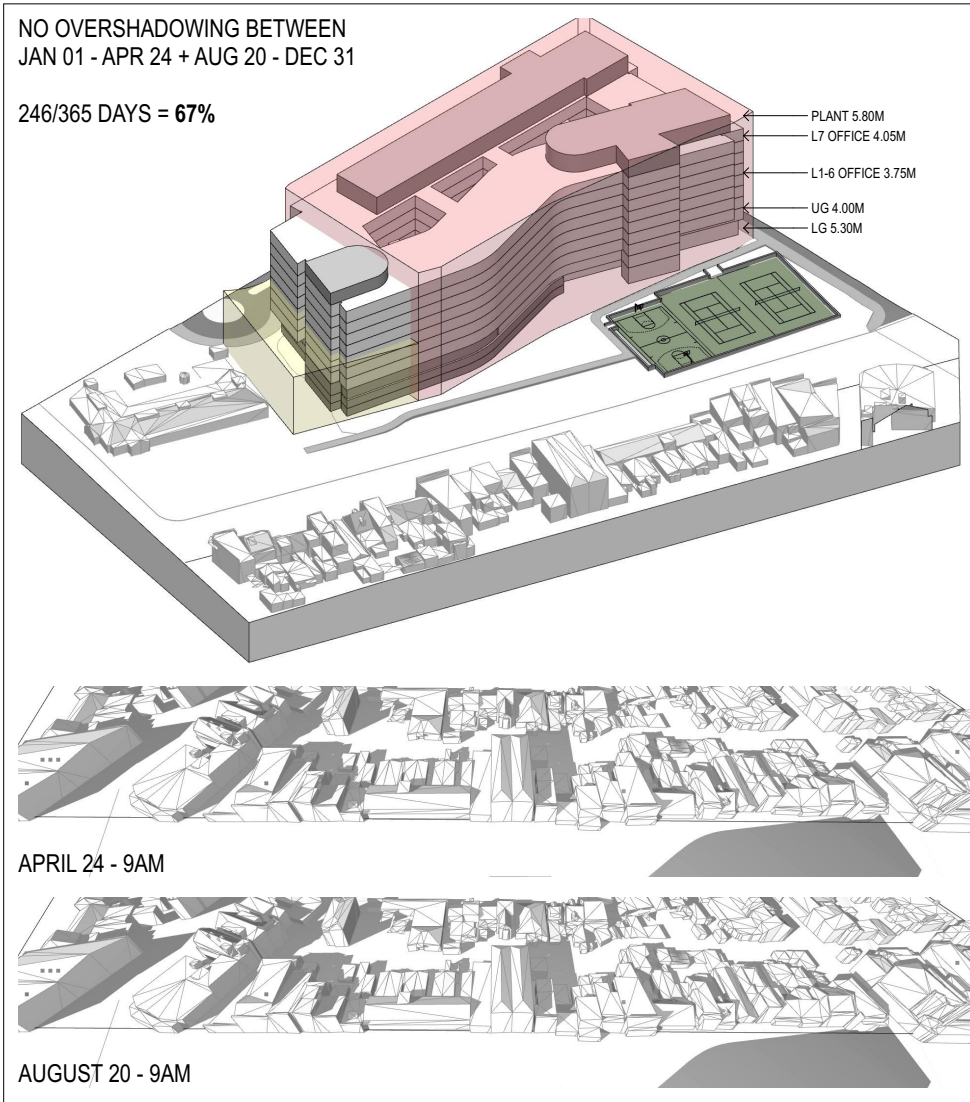 NO OVERSHADOWING BETWEEN
JAN 01 - APR 24 + AUG 20 - DEC 31
246/365 DAYS = 67%
PLANT 5.80M
L7 OFFICE 4.05M
L1-6 OFFICE 3.75M
UG 4.00M
LG 5.30M
APRIL 24 - 9AM
AUGUST 20 - 9AM